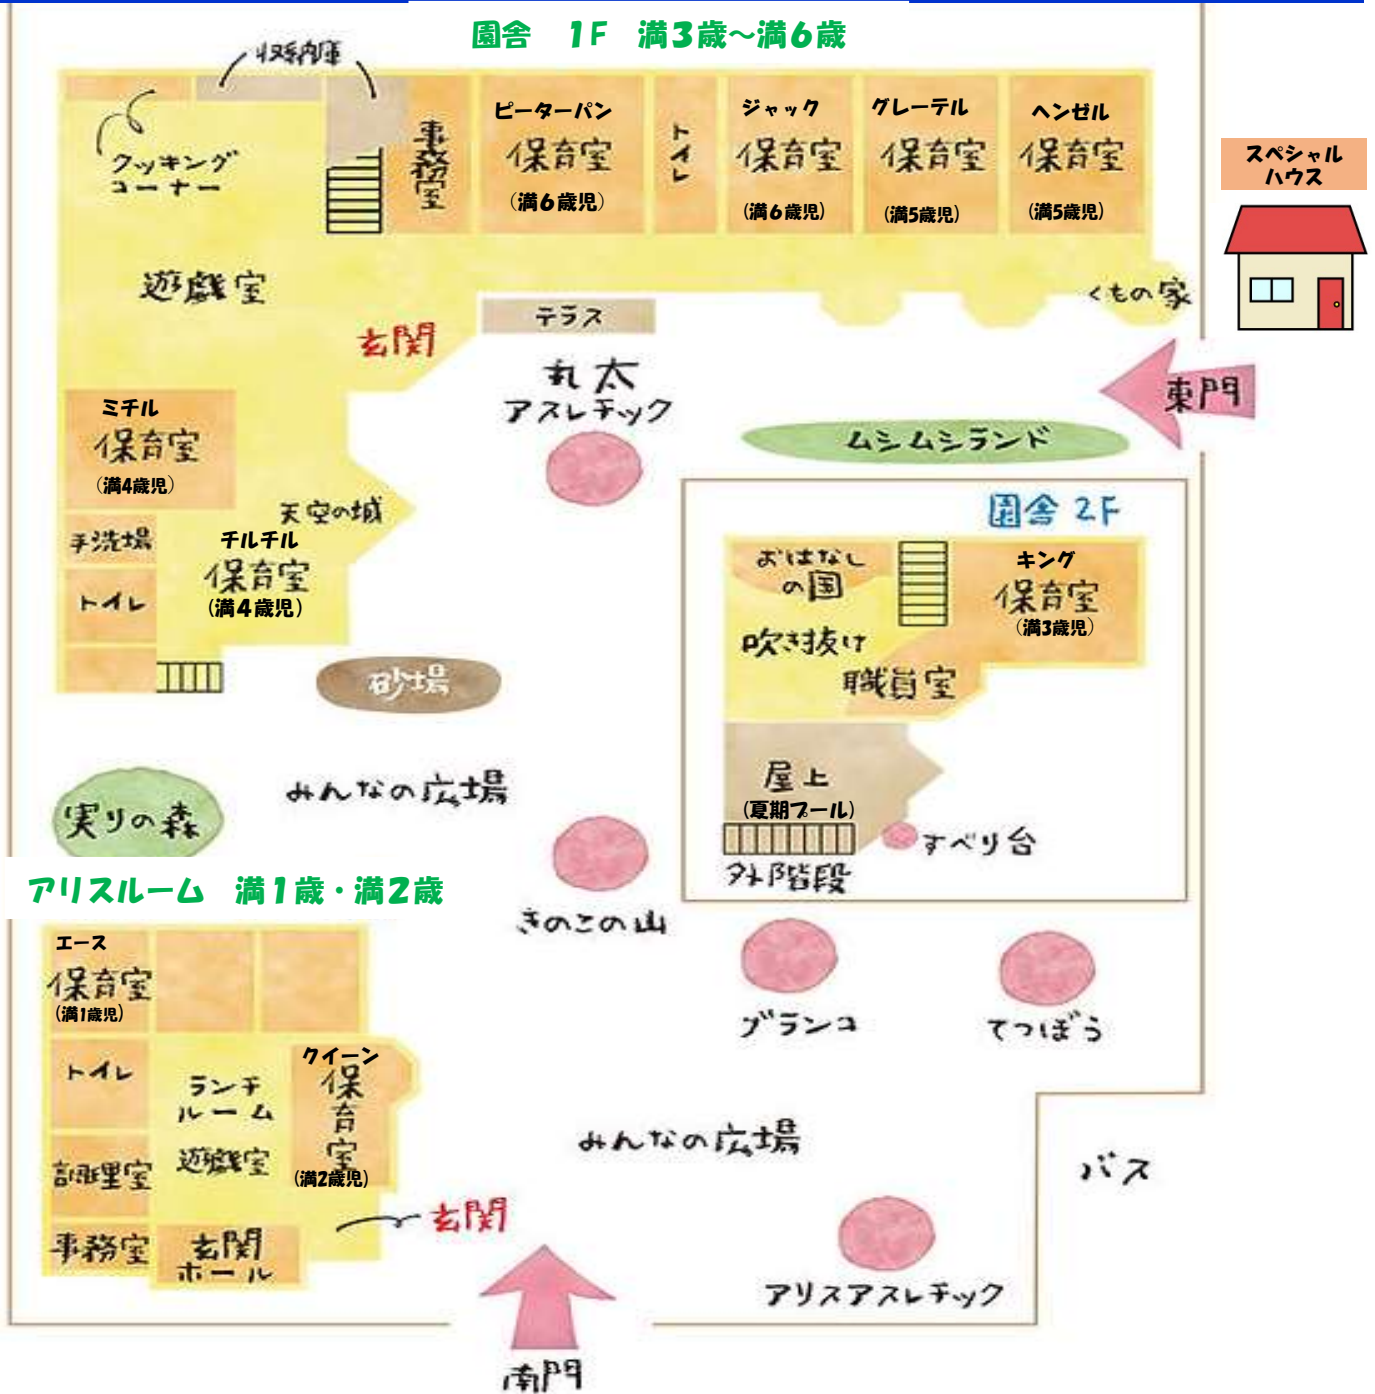 園舎 1F 満3歳～満6歳
収納庫
クッキング
コーナー
事務室
ピーターパン
保育室
(満6歳児)
トイレ
ジャック
保育室
(満6歳児)
グレーテル
保育室
(満5歳児)
ヘンゼル
保育室
(満5歳児)
スペシャル
ハウス
遊戯室
くもの家
テラス
玄関
丸太
アスレチック
東門
ムシムシランド
ミチル
保育室
(満4歳児)
天空の城
手洗場
チルチル
保育室
(満4歳児)
トイレ
園舎 2F
おはなし
の国
キング
保育室
(満3歳児)
吹き抜け
職員室
砂場
屋上
(夏期プール)
すべり台
外階段
みんなの広場
実りの森
きのこの山
アリスルーム 満1歳・満2歳
エース
保育室
(満1歳児)
ブランコ
てつぼう
トイレ
ランチ
ルーム
遊戯室
クイーン
保育室
(満2歳児)
調理室
みんなの広場
バス
事務室
玄関
ホール
玄関
アリスアスレチック
南門